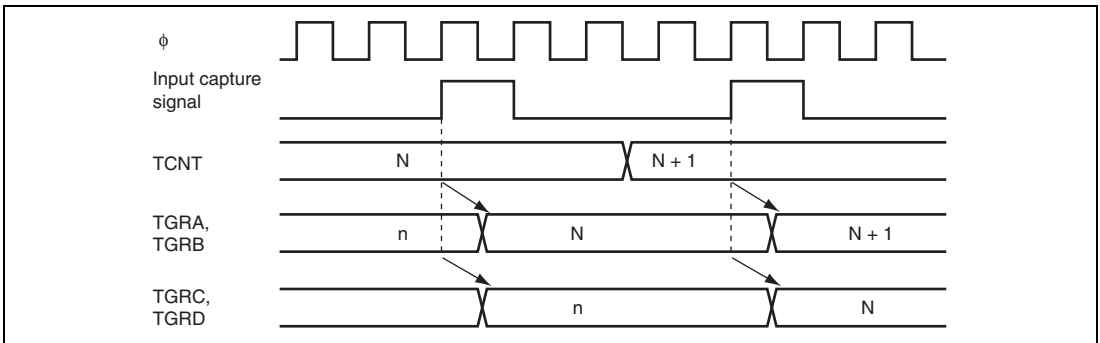 ϕ
Input capture
signal
TCNT
N
N + 1
TGRA,
TGRB
n
N
N + 1
TGRC,
TGRD
n
N